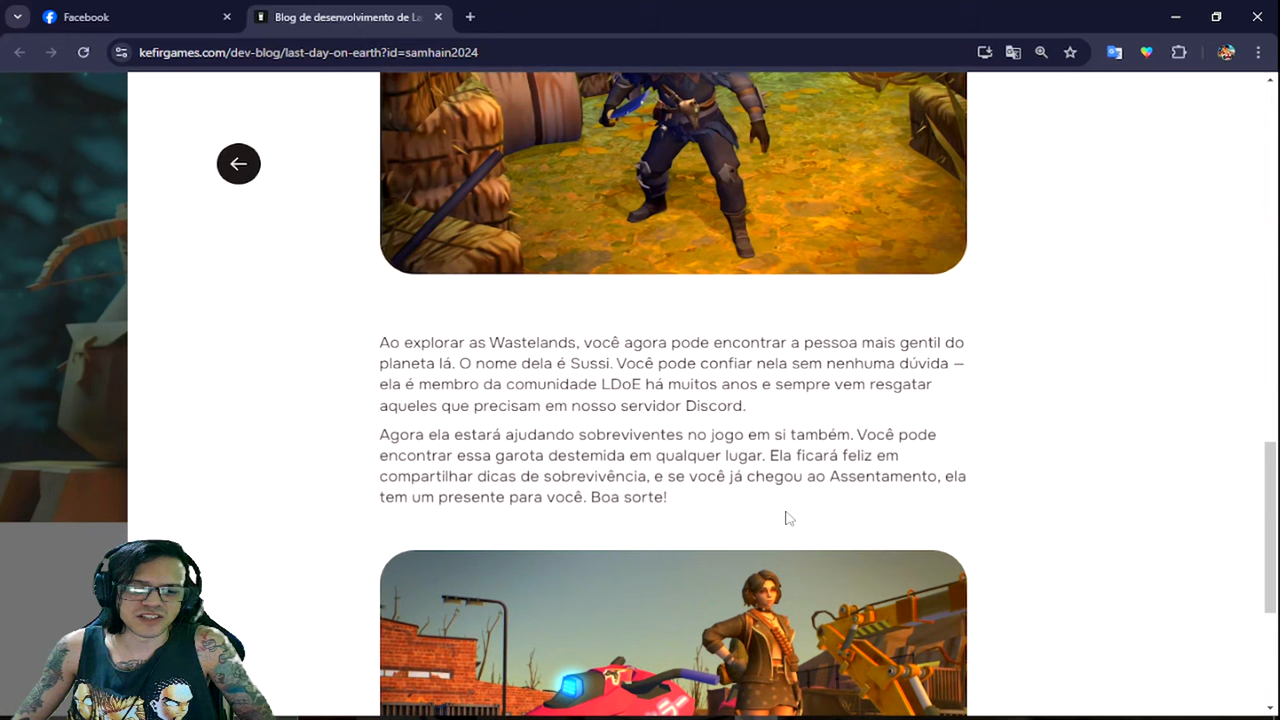 Facebook
Blog de desenvolvimento de La
kefirgames.com/dev-blog/last-day-on-earth?id=samhain2024
Ao explorar as Wastelands, você agora pode encontrar a pessoa mais gentil do
planeta lá. O nome dela é Sussi. Você pode confiar nela sem nenhuma dúvida —
ela é membro da comunidade LDoE há muitos anos e sempre vem resgatar
aqueles que precisam em nosso servidor Discord.
Agora ela estará ajudando sobreviventes no jogo em si também. Você pode
encontrar essa garota destemida em qualquer lugar. Ela ficará feliz em
compartilhar dicas de sobrevivência, e se você já chegou ao Assentamento, ela
tem um presente para você. Boa sorte!